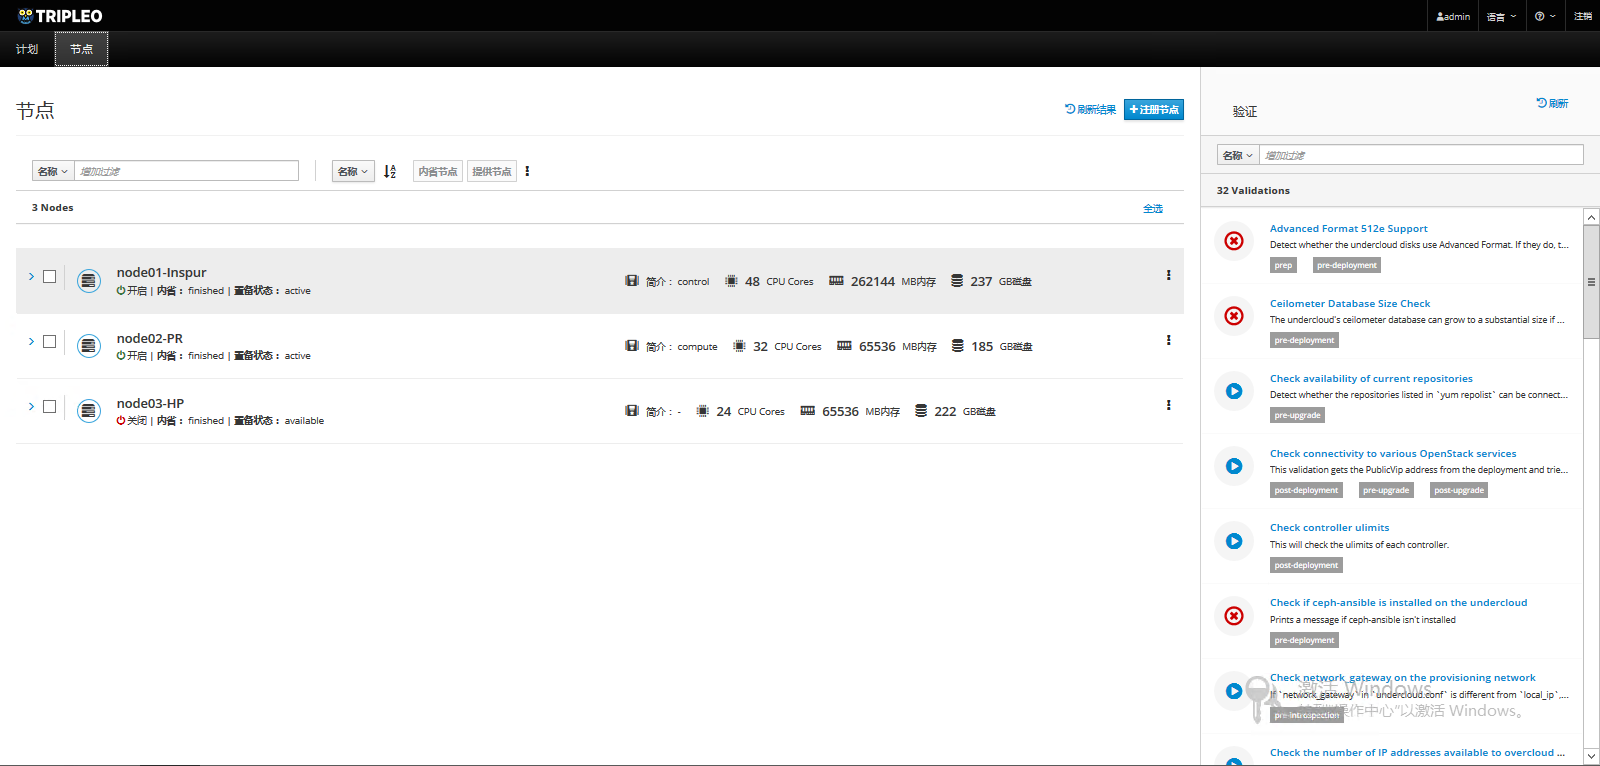 TRIPLEO
admin 语言 注销
计划 节点
节点
刷新结果 注册节点
名称 增加过滤 名称 内省节点 提供节点
3 Nodes 全选
node01-Inspur
开启 | 内省： finished | 置备状态： active
简介： control 48 CPU Cores 262144 MB内存 237 GB磁盘
node02-PR
开启 | 内省： finished | 置备状态： active
简介： compute 32 CPU Cores 65536 MB内存 185 GB磁盘
node03-HP
关闭 | 内省： finished | 置备状态： available
简介： - 24 CPU Cores 65536 MB内存 222 GB磁盘
验证 刷新
名称 增加过滤
32 Validations
Advanced Format 512e Support
Detect whether the undercloud disks use Advanced Format. If they do, t...
prep pre-deployment
Ceilometer Database Size Check
The undercloud's ceilometer database can grow to a substantial size if ...
pre-deployment
Check availability of current repositories
Detect whether the repositories listed in `yum repolist` can be connect...
pre-upgrade
Check connectivity to various OpenStack services
This validation gets the PublicVip address from the deployment and trie...
post-deployment pre-upgrade post-upgrade
Check controller ulimits
This will check the ulimits of each controller.
post-deployment
Check if ceph-ansible is installed on the undercloud
Prints a message if ceph-ansible isn't installed
pre-deployment
Check network_gateway on the provisioning network
If `network_gateway` in `undercloud.conf` is different from `local_ip`,...
pre-introspection
激活 Windows
操作中心"以激活 Windows。
Check the number of IP addresses available to overcloud ...